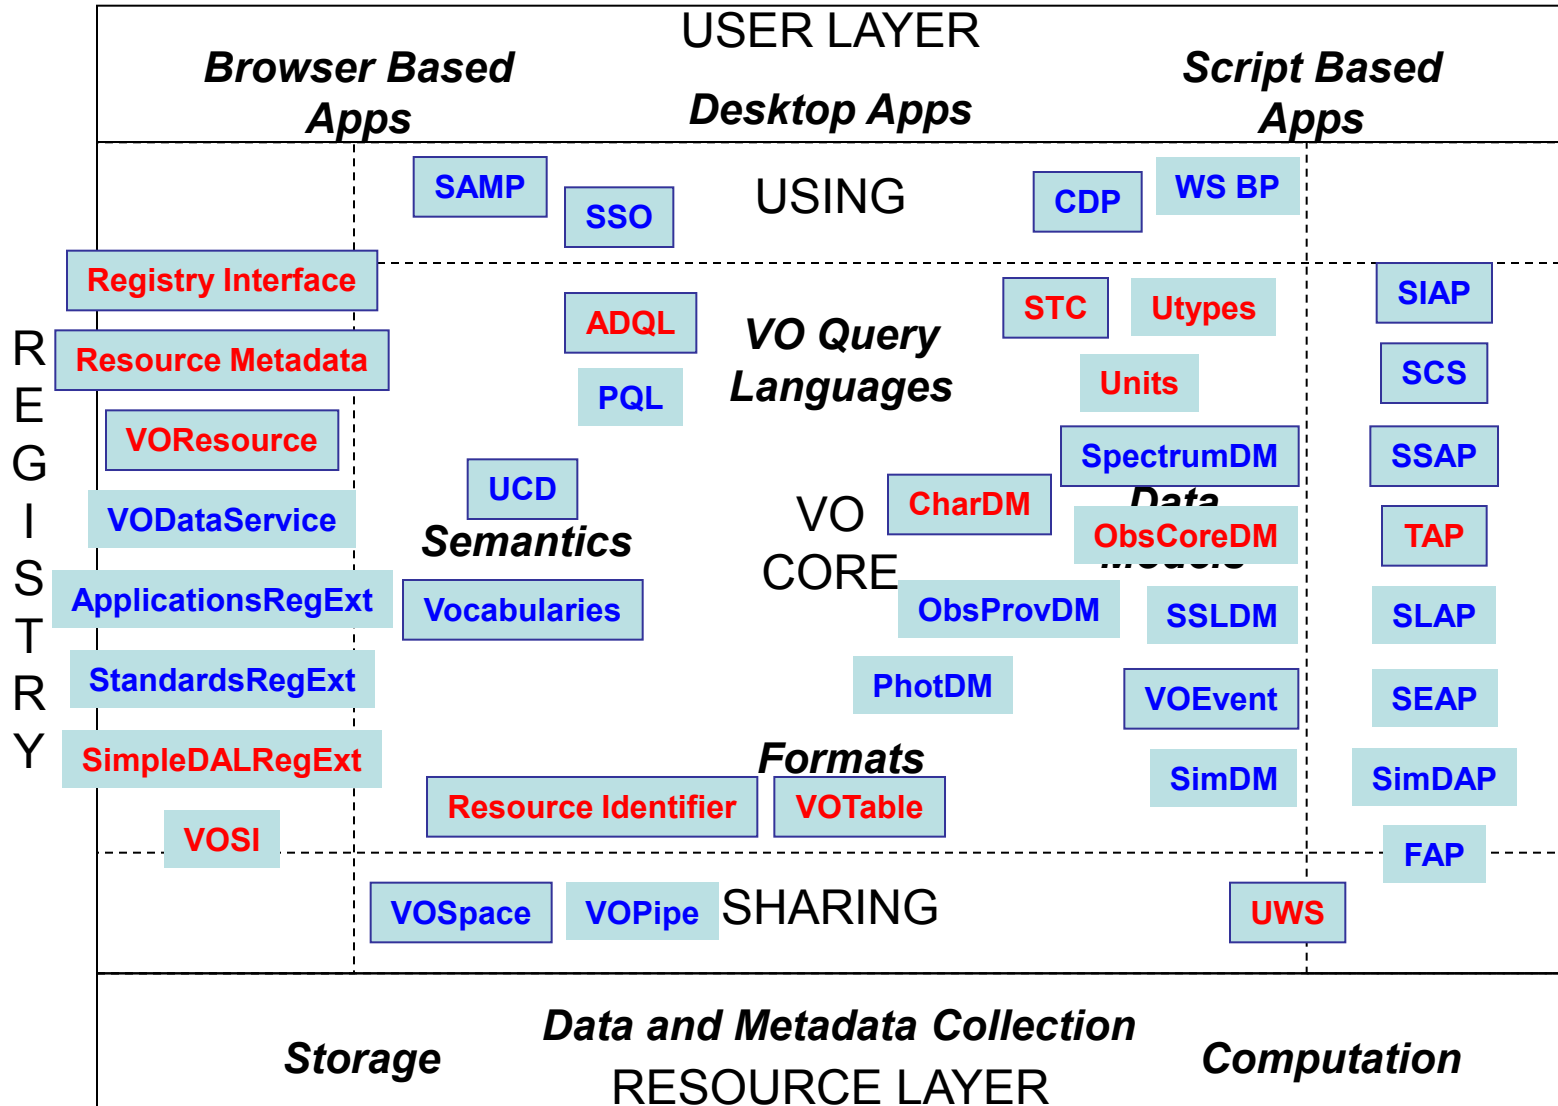 USER LAYER
Browser Based
Apps
Desktop Apps
Script Based
Apps
SAMP
SSO
USING
CDP
WS BP
REGISTRY
Registry Interface
Resource Metadata
VOResource
VODataService
ApplicationsRegExt
StandardsRegExt
SimpleDALRegExt
VOSI
ADQL
PQL
VO Query
Languages
STC
Utypes
Units
UCD
Semantics
Vocabularies
VO
CORE
SpectrumDM
Data
CharDM
ObsCoreDM
Models
ObsProvDM
SSLDM
PhotDM
VOEvent
SimDM
Formats
Resource Identifier
VOTable
SIAP
SCS
SSAP
TAP
SLAP
SEAP
SimDAP
FAP
VOSpace
VOPipe
SHARING
UWS
Storage
Data and Metadata Collection
Computation
RESOURCE LAYER